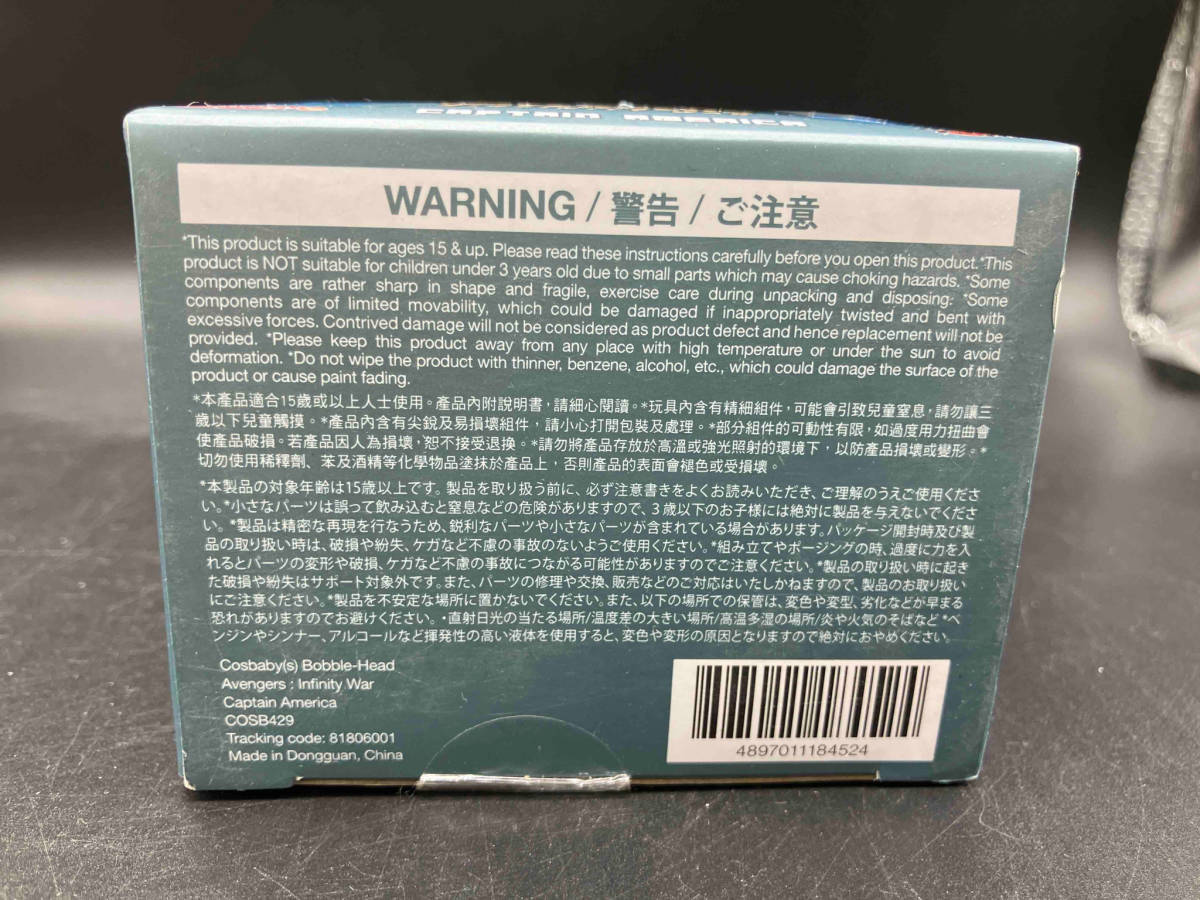 CAPTAIN AMERICA
WARNING / 警告 / ご注意
*This product is suitable for ages 15 & up. Please read these instructions carefully before you open this product.*This
product is NOT suitable for children under 3 years old due to small parts which may cause choking hazards. *Some
components are rather sharp in shape and fragile, exercise care during unpacking and disposing. *Some
components are of limited movability, which could be damaged if inappropriately twisted and bent with
excessive forces. Contrived damage will not be considered as product defect and hence replacement will not be
provided. *Please keep this product away from any place with high temperature or under the sun to avoid
deformation. *Do not wipe the product with thinner, benzene, alcohol, etc., which could damage the surface of the
product or cause paint fading.
*本產品適合15歲或以上人士使用。產品內附說明書,請細心閱讀。*玩具內含有精細組件,可能會引致兒童窒息,請勿讓三
歲以下兒童觸摸。*產品內含有尖銳及易損壞組件,請小心打開包裝及處理。*部分組件的可動性有限,如過度用力扭曲會
使產品破損。若產品因人為損壞,恕不接受退換。*請勿將產品存放於高溫或強光照射的環境下,以防產品損壞或變形。*
切勿使用稀釋劑、苯及酒精等化學物品塗抹於產品上,否則產品的表面會褪色或受損壞。
*本製品の対象年齢は15歳以上です。製品を取り扱う前に、必ず注意書きをよくお読みいただき、ご理解のうえご使用くださ
い。*小さなパーツは誤って飲み込むと窒息などの危険がありますので、3歳以下のお子様には絶対に製品を与えないでくださ
い。*製品は精密な再現を行なうため、鋭利なパーツや小さなパーツが含まれている場合があります。パッケージ開封時及び製
品の取り扱い時は、破損や紛失、ケガなど不慮の事故のないようご使用ください。*組み立てやポージングの時、過度に力を入
れるとパーツの変形や破損、ケガなど不慮の事故につながる可能性がありますのでご注意ください。*製品の取り扱い時に起き
た破損や紛失はサポート対象外です。また、パーツの修理や交換、販売などのご対応はいたしかねますので、製品のお取り扱い
にご注意ください。*製品を不安定な場所に置かないでください。また、以下の場所での保管は、変色や変型、劣化などが早まる
恐れがありますのでお避けください。・直射日光の当たる場所/温度差の大きい場所/高温多湿の場所/炎や火気のそばなど *ベ
ンジンやシンナー、アルコールなど揮発性の高い液体を使用すると、変色や変形の原因となりますので絶対におやめください。
Cosbaby(s) Bobble-Head
Avengers : Infinity War
Captain America
COSB429
Tracking code: 81806001
Made in Dongguan, China
4897011184524